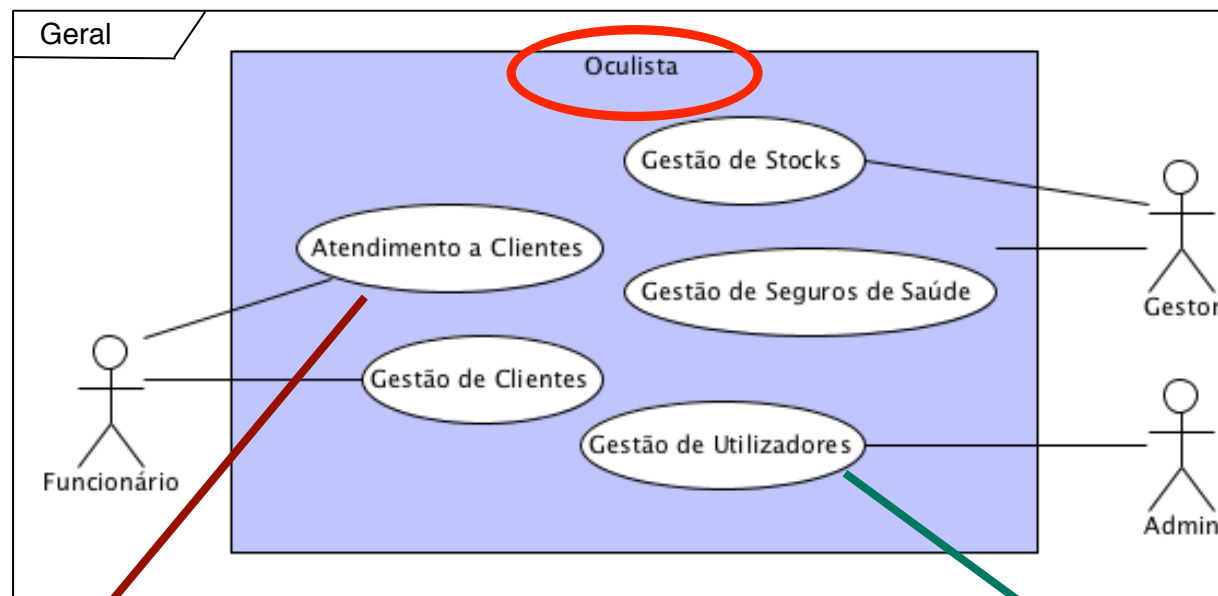 Geral
Oculista
Gestão de Stocks
Atendimento a Clientes
Gestão de Seguros de Saúde
Gestor
Gestão de Clientes
Gestão de Utilizadores
Funcionário
Admin